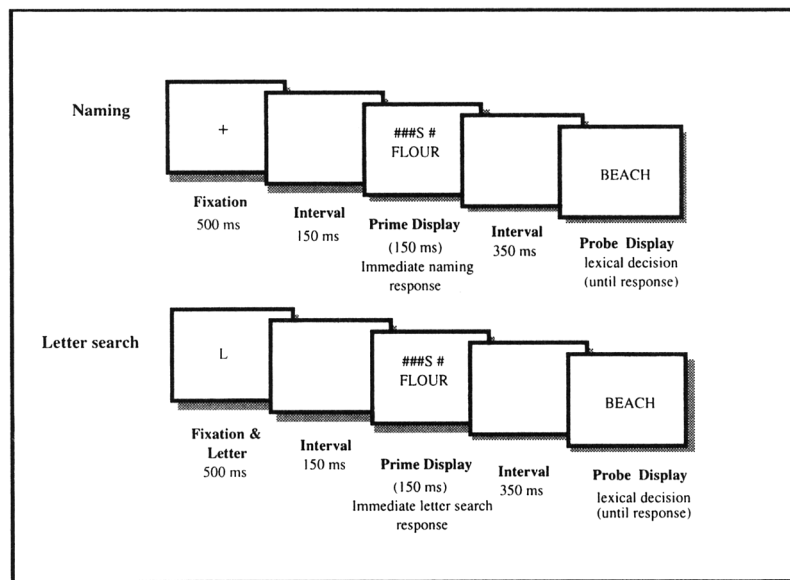 Naming
+
###S #
FLOUR
BEACH
Fixation
500 ms
Interval
150 ms
Prime Display
(150 ms)
Immediate naming
response
Interval
350 ms
Probe Display
lexical decision
(until response)
Letter search
L
###S #
FLOUR
BEACH
Fixation &
Letter
500 ms
Interval
150 ms
Prime Display
(150 ms)
Immediate letter search
response
Interval
350 ms
Probe Display
lexical decision
(until response)